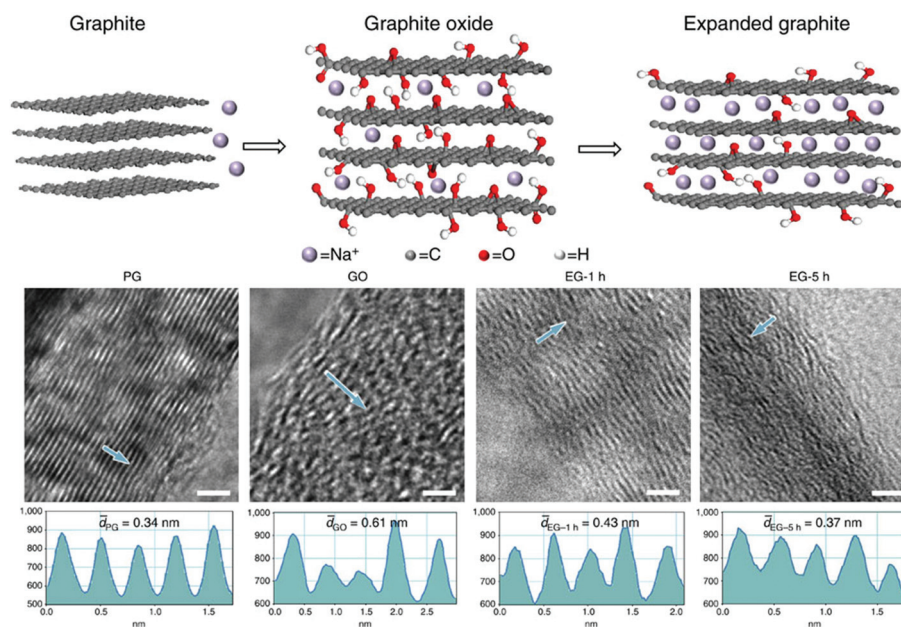 Graphite
Graphite oxide
Expanded graphite
=Na⁺ =C =O =H
PG
GO
EG-1 h
EG-5 h
d̅PG = 0.34 nm
1,000
900
800
700
600
500
0.0 0.5 1.0 1.5
nm
d̅GO = 0.61 nm
900
800
700
600
0.0 0.5 1.0 1.5 2.0 2.5
nm
d̅EG–1 h = 0.43 nm
900
800
700
600
0.0 0.5 1.0 1.5 2.0
nm
d̅EG–5 h = 0.37 nm
1,000
900
800
700
600
0.0 0.5 1.0 1.5
nm